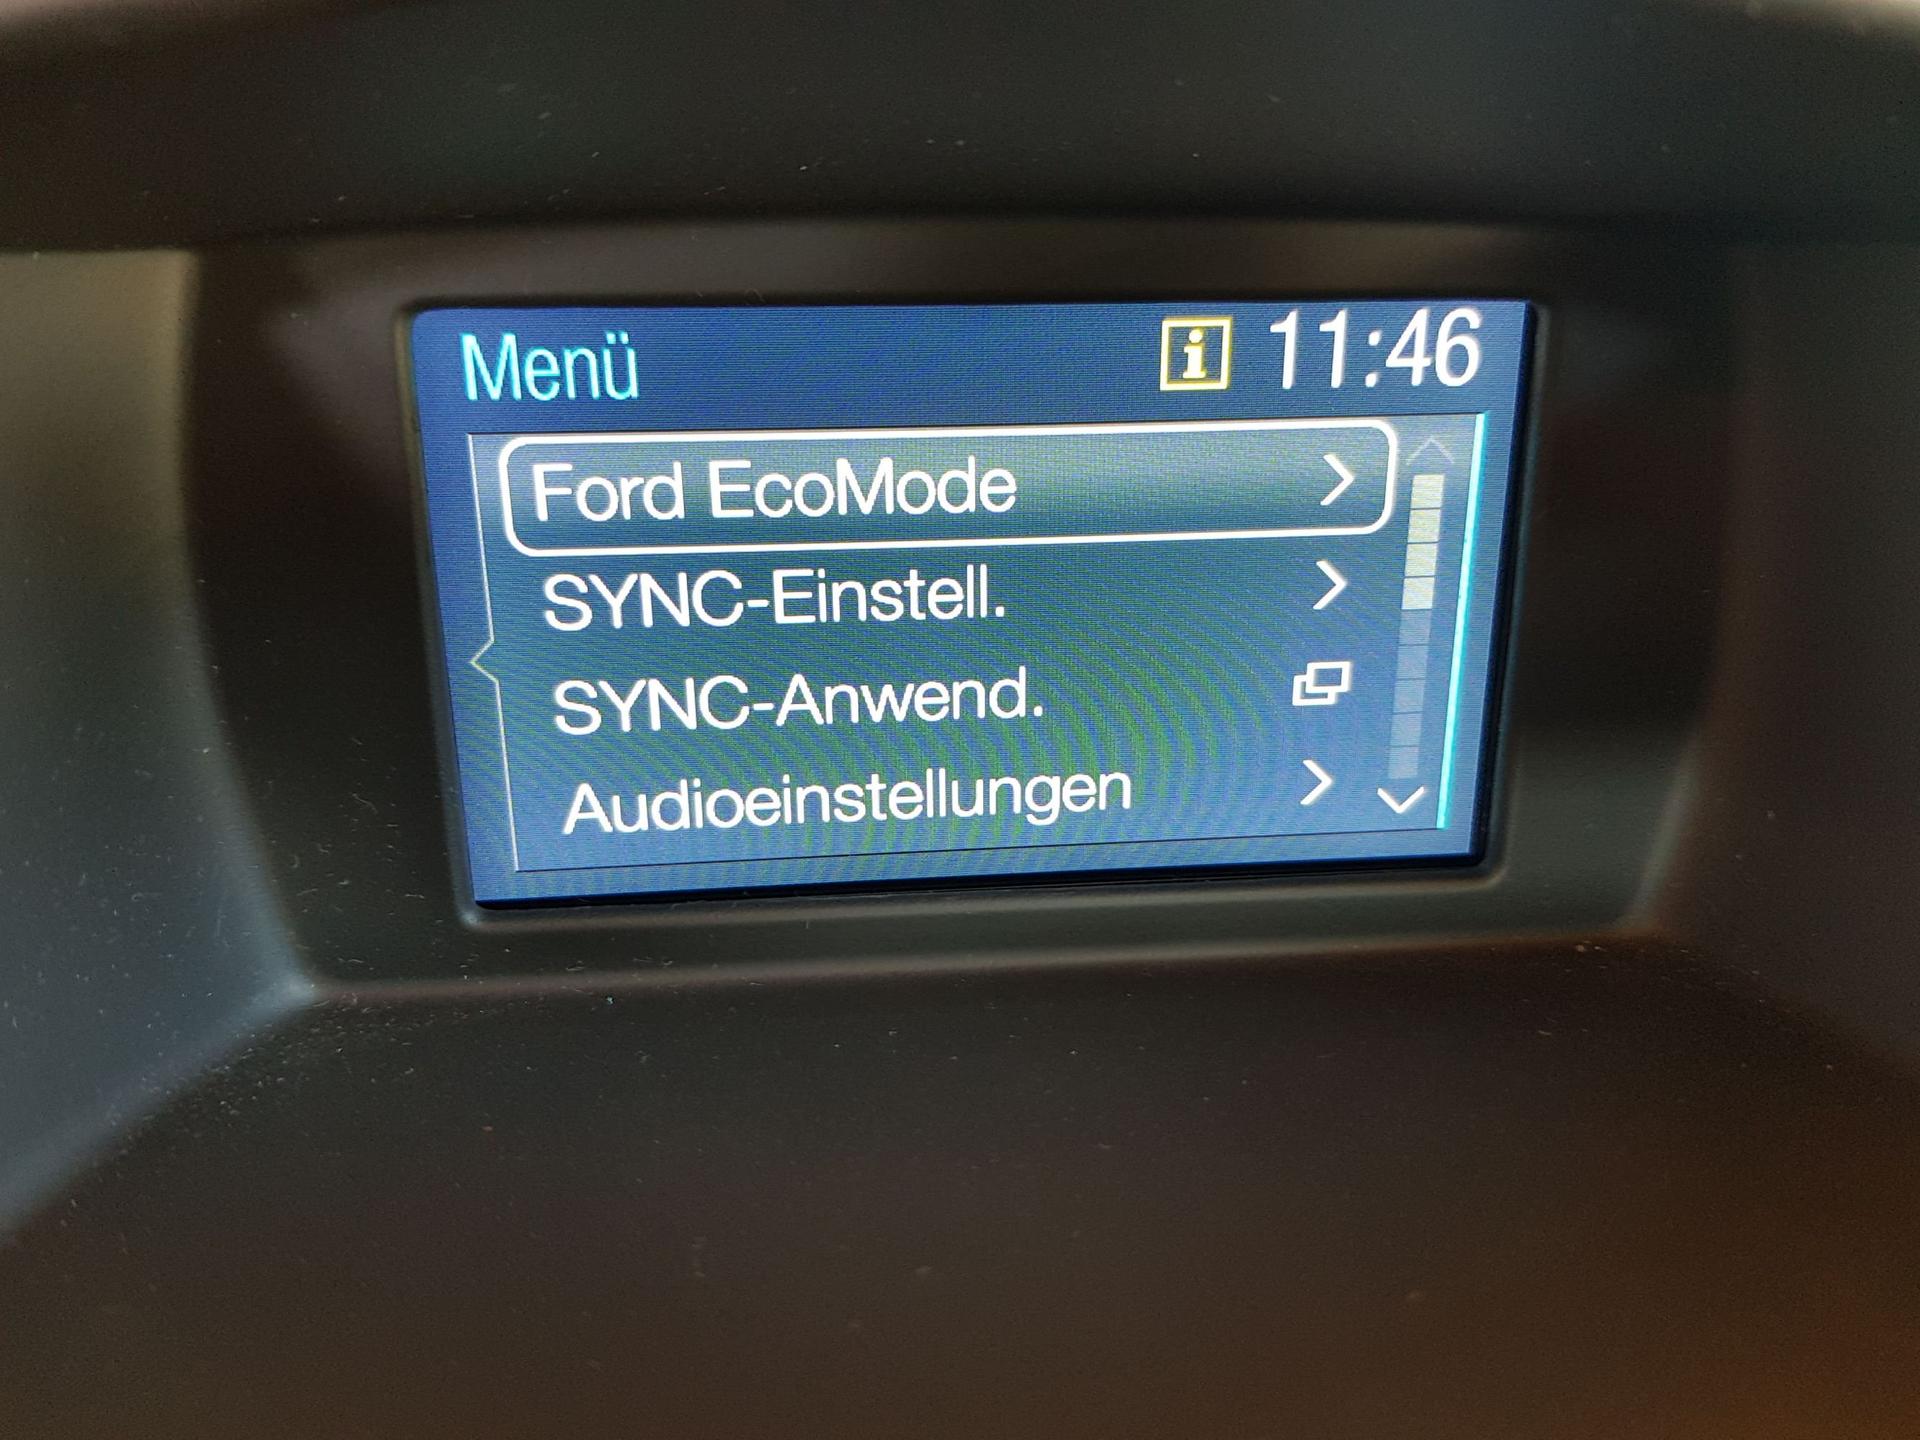 Menü i 11:46
Ford EcoMode
SYNC-Einstell.
SYNC-Anwend.
Audioeinstellungen